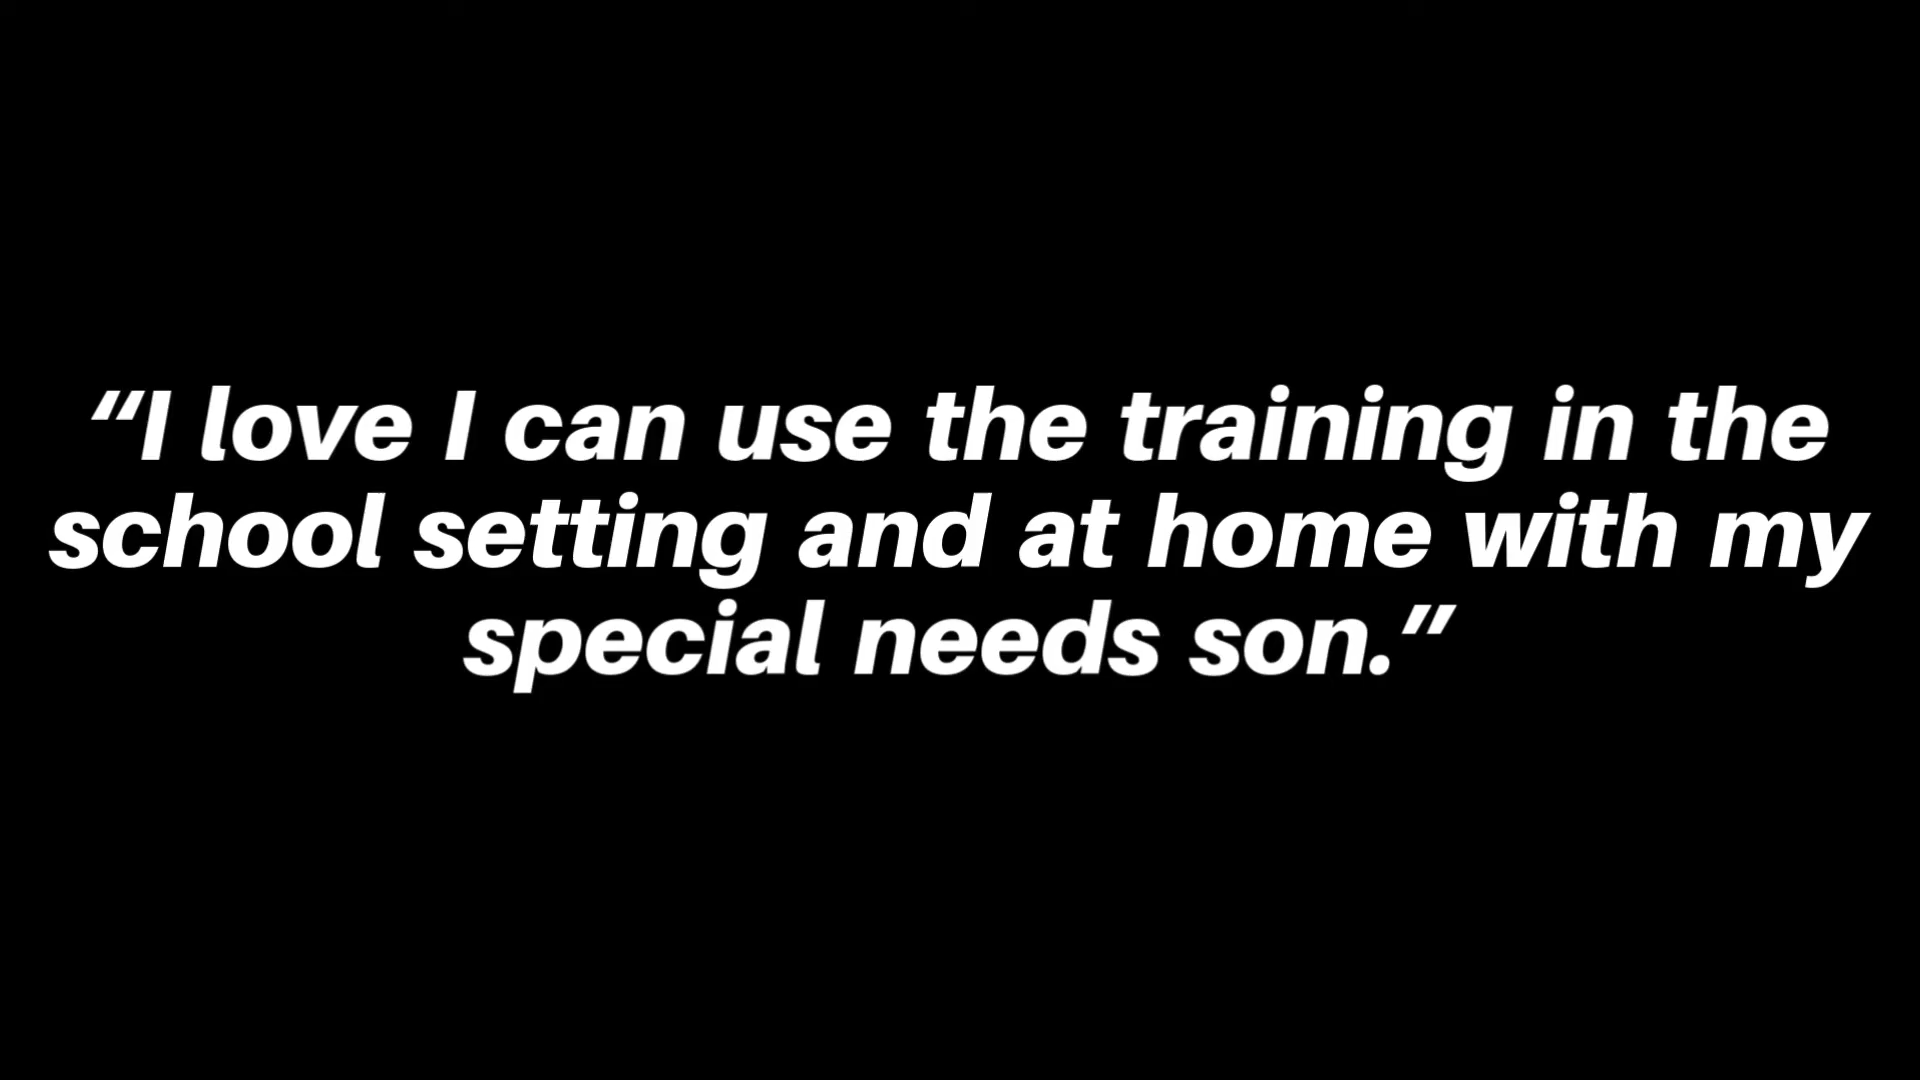 “I love I can use the training in the
school setting and at home with my
special needs son.”